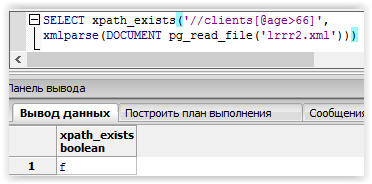 SELECT xpath_exists('//clients[@age>66]',
xmlparse(DOCUMENT pg_read_file('lrrr2.xml')))
Панель вывода
Вывод данных
Построить план выполнения
Сообщения
xpath_exists
boolean
1
f